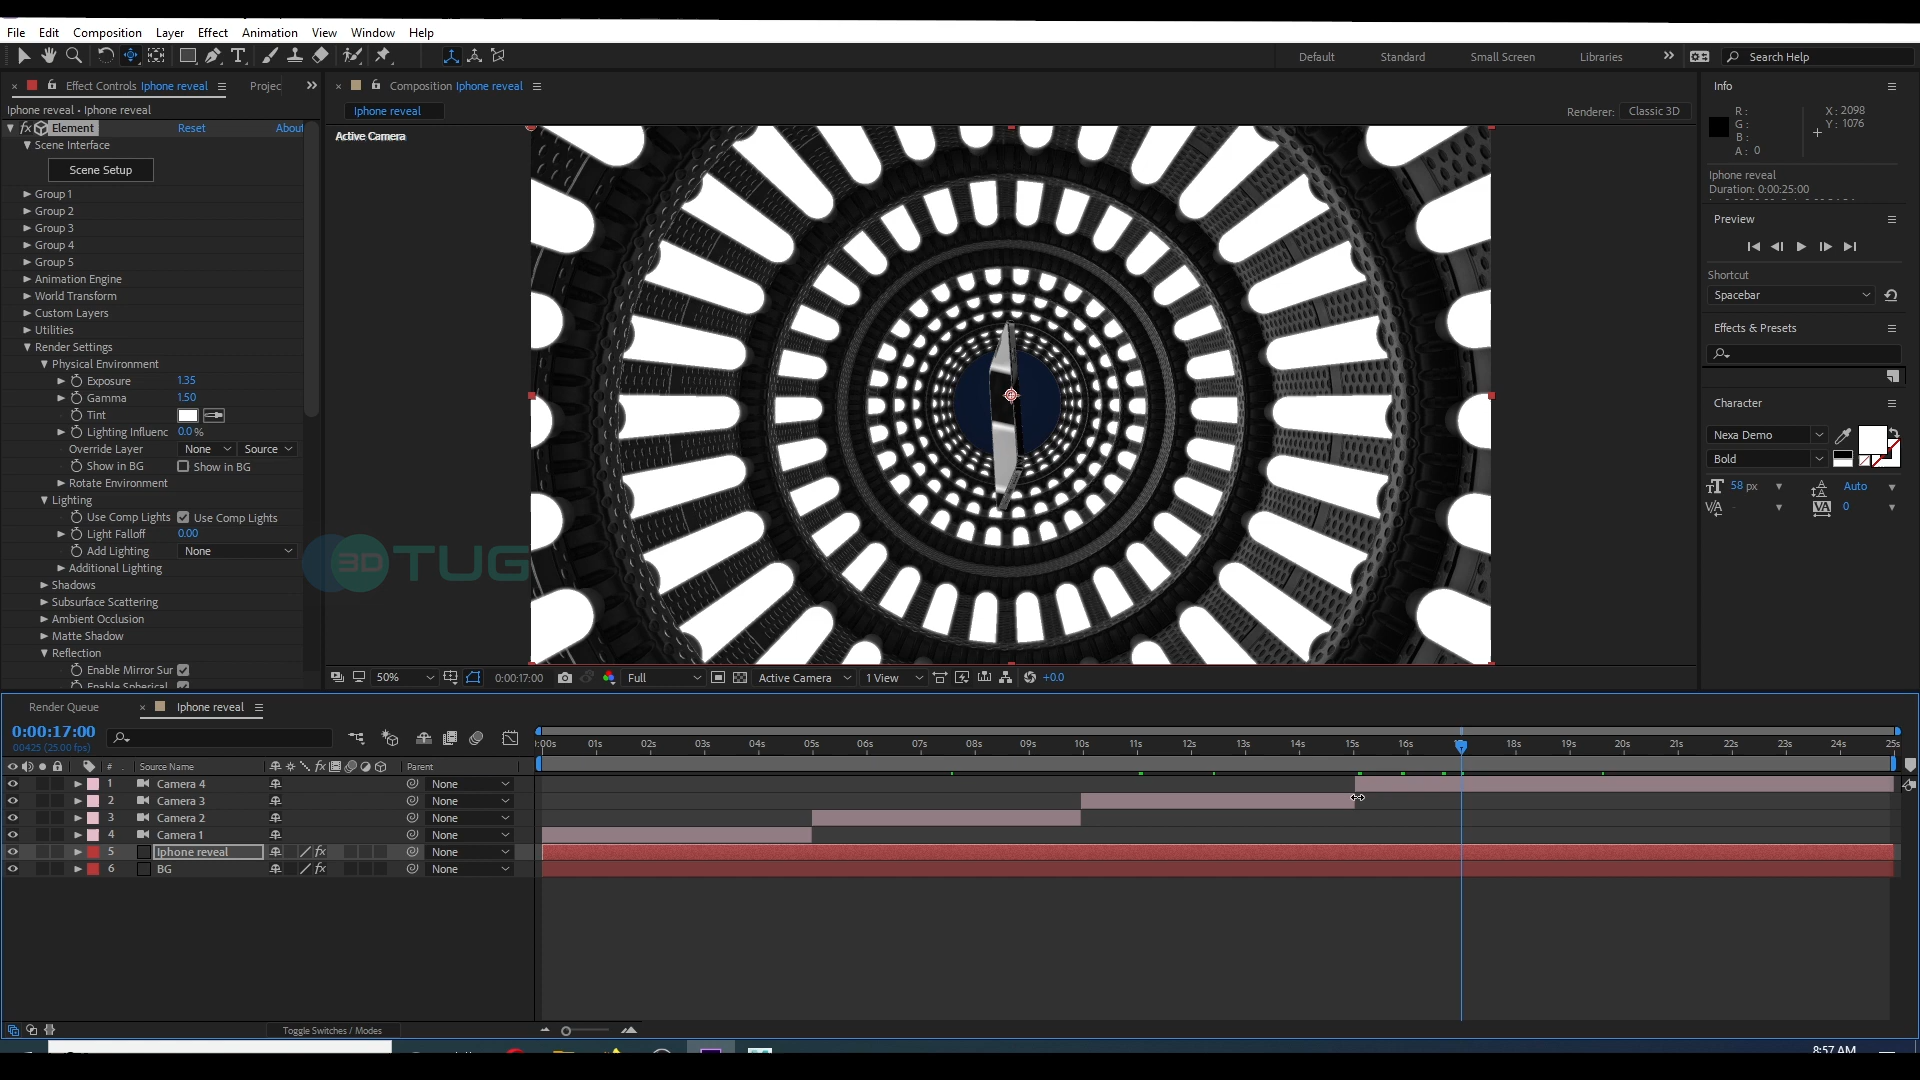 File Edit Composition Layer Effect Animation View Window Help
Default Standard Small Screen Libraries Search Help
Effect Controls Iphone reveal Projec
Composition Iphone reveal
Info
Iphone reveal • Iphone reveal
Iphone reveal
Renderer: Classic 3D
R :
G :
B :
A : 0
X : 2098
Y : 1076
fx Element Reset About
Active Camera
Scene Interface
Scene Setup
Iphone reveal
Duration: 0:00:25:00
Group 1
Group 2
Group 3
Group 4
Group 5
Animation Engine
World Transform
Custom Layers
Utilities
Render Settings
Physical Environment
Exposure 1.35
Gamma 1.50
Tint
Lighting Influenc 0.0 %
Override Layer None Source
Show in BG Show in BG
Rotate Environment
Lighting
Use Comp Lights Use Comp Lights
Light Falloff 0.00
Add Lighting None
Additional Lighting
Shadows
Subsurface Scattering
Ambient Occlusion
Matte Shadow
Reflection
Enable Mirror Sur
Enable Spherical
3DTUG
Preview
Shortcut
Spacebar
Effects & Presets
Character
Nexa Demo
Bold
58 px Auto
0
50% 0:00:17:00 Full Active Camera 1 View +0.0
Render Queue Iphone reveal
0:00:17:00
00425 (25.00 fps)
:00s 01s 02s 03s 04s 05s 06s 07s 08s 09s 10s 11s 12s 13s 14s 15s 16s 18s 19s 20s 21s 22s 23s 24s 25s
# Source Name fx Parent
1 Camera 4 None
2 Camera 3 None
3 Camera 2 None
4 Camera 1 None
5 Iphone reveal fx None
6 BG fx None
Toggle Switches / Modes
8:57 AM